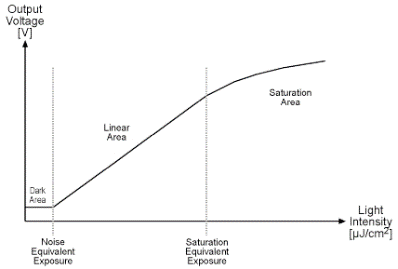 Output
Voltage
[V]
Linear
Area
Saturation
Area
Dark
Area
Light
Intensity
[µJ/cm²]
Noise
Equivalent
Exposure
Saturation
Equivalent
Exposure